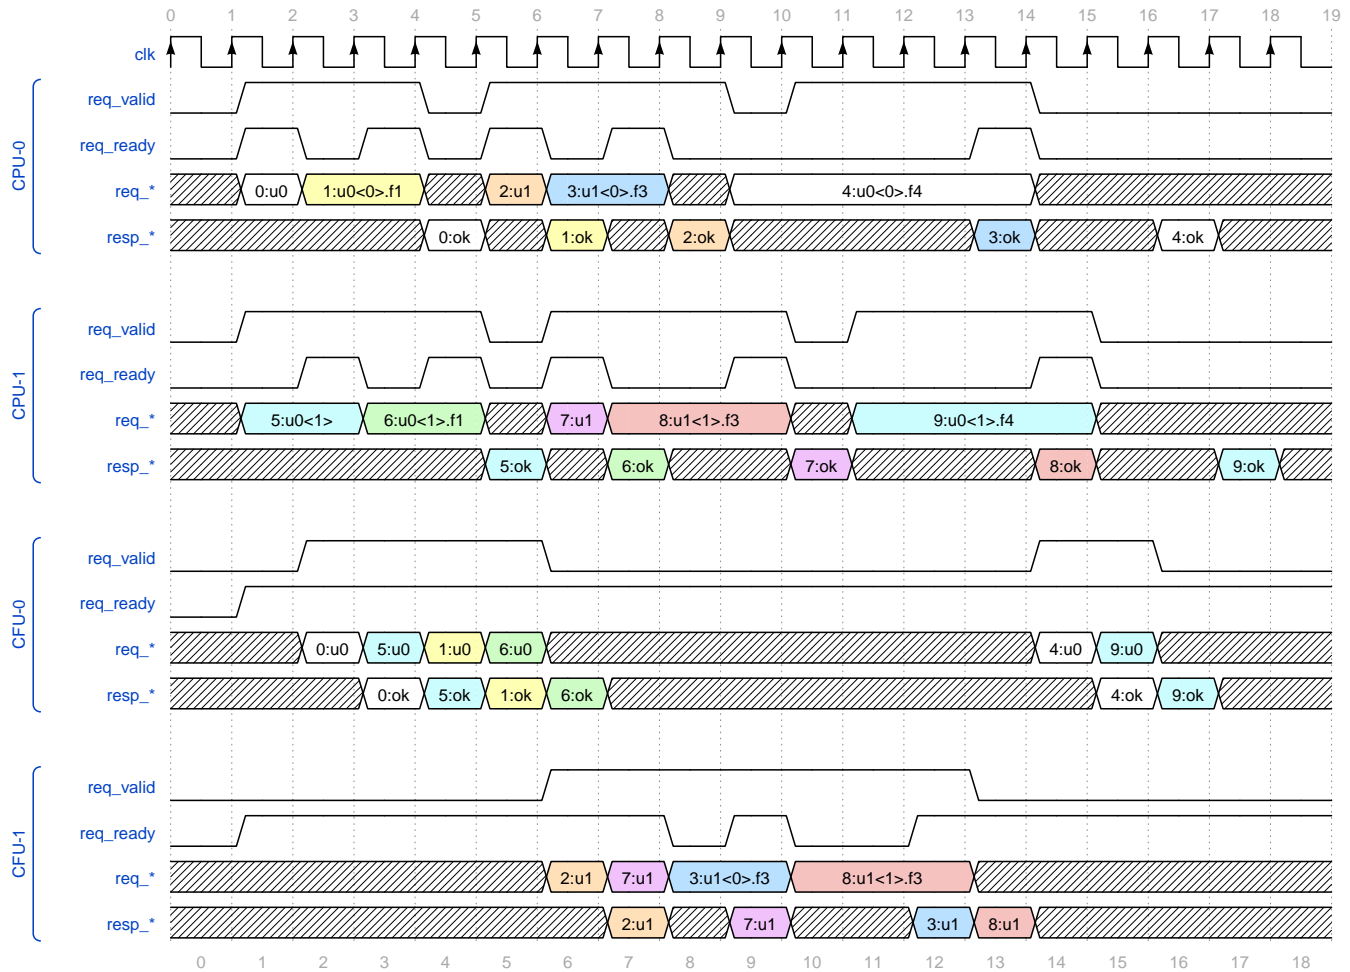 0 1 2 3 4 5 6 7 8 9 10 11 12 13 14 15 16 17 18 19
clk
CPU-0
req_valid
req_ready
req_* 0:u0 1:u0<0>.f1 2:u1 3:u1<0>.f3 4:u0<0>.f4
resp_* 0:ok 1:ok 2:ok 3:ok 4:ok
CPU-1
req_valid
req_ready
req_* 5:u0<1> 6:u0<1>.f1 7:u1 8:u1<1>.f3 9:u0<1>.f4
resp_* 5:ok 6:ok 7:ok 8:ok 9:ok
CFU-0
req_valid
req_ready
req_* 0:u0 5:u0 1:u0 6:u0 4:u0 9:u0
resp_* 0:ok 5:ok 1:ok 6:ok 4:ok 9:ok
CFU-1
req_valid
req_ready
req_* 2:u1 7:u1 3:u1<0>.f3 8:u1<1>.f3
resp_* 2:u1 7:u1 3:u1 8:u1
0 1 2 3 4 5 6 7 8 9 10 11 12 13 14 15 16 17 18